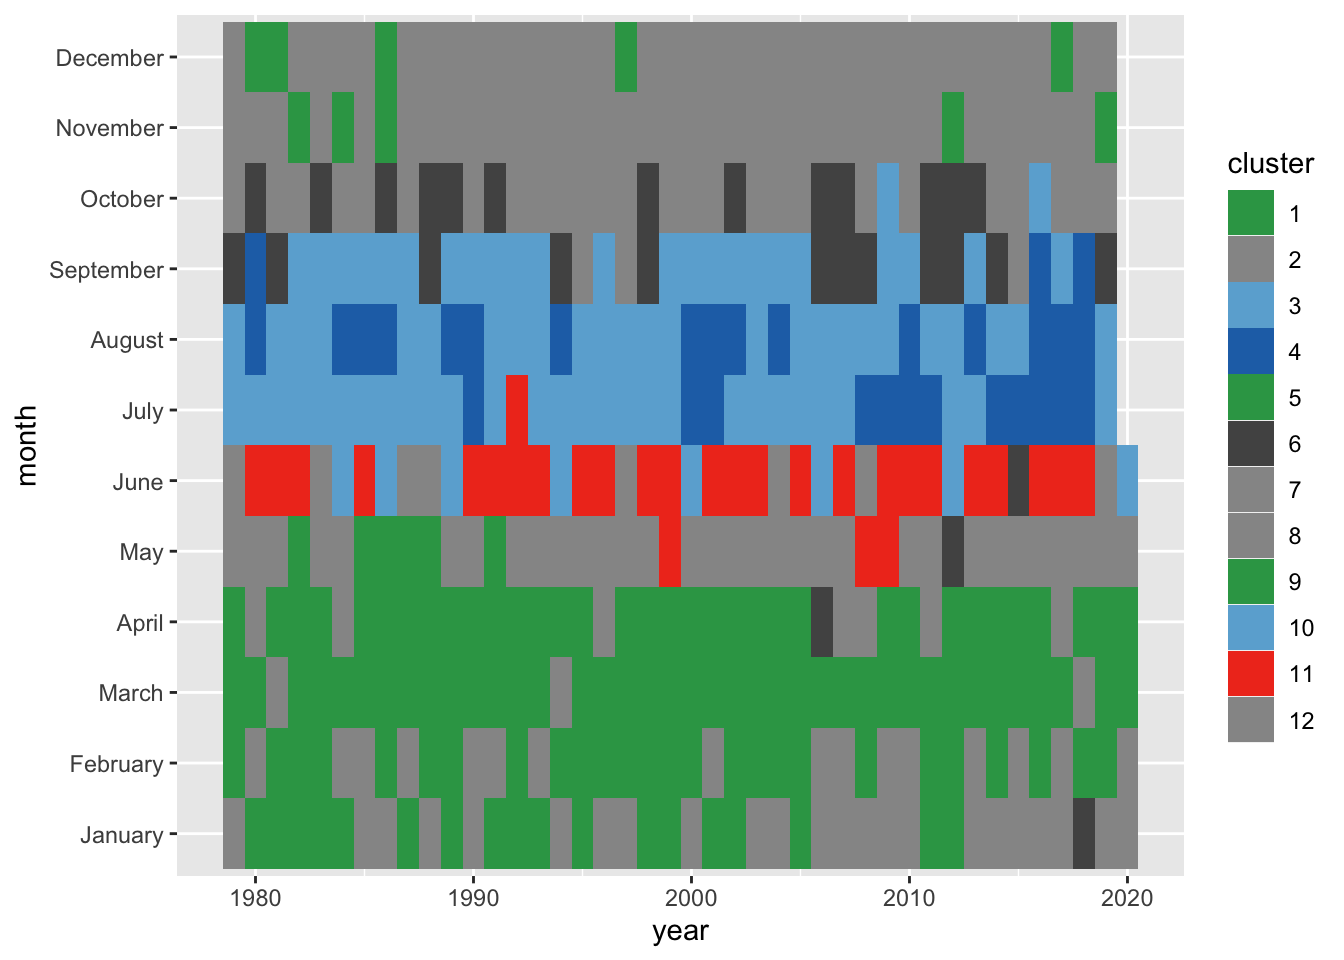 December
November
October
September
August
July
June
May
April
March
February
January
month
1980 1990 2000 2010 2020
year
cluster
1
2
3
4
5
6
7
8
9
10
11
12